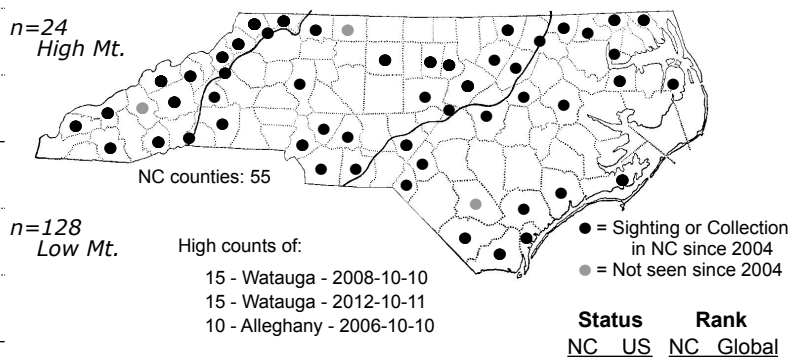 n=24
High Mt.
NC counties: 55
n=128
Low Mt.
High counts of:
15 - Watauga - 2008-10-10
15 - Watauga - 2012-10-11
10 - Alleghany - 2006-10-10
= Sighting or Collection
in NC since 2004
= Not seen since 2004
Status Rank
NC US NC Global